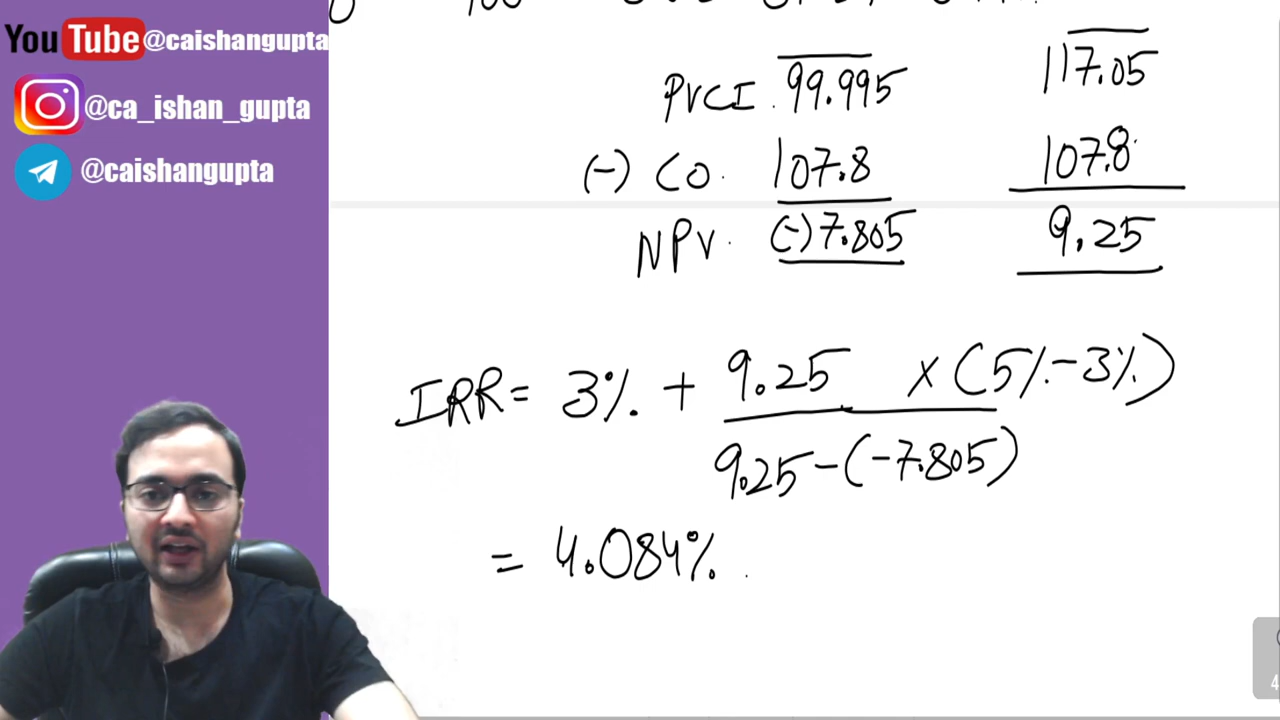 YouTube @caishangupta
@ca_ishan_gupta
@caishangupta
PVCI. 99.995 117.05
(-) CO. 107.8 107.8
NPV. (-)7.805 9.25
IRR = 3%. + 9.25 × (5% - 3%)
9.25 - (-7.805)
= 4.084%.
4